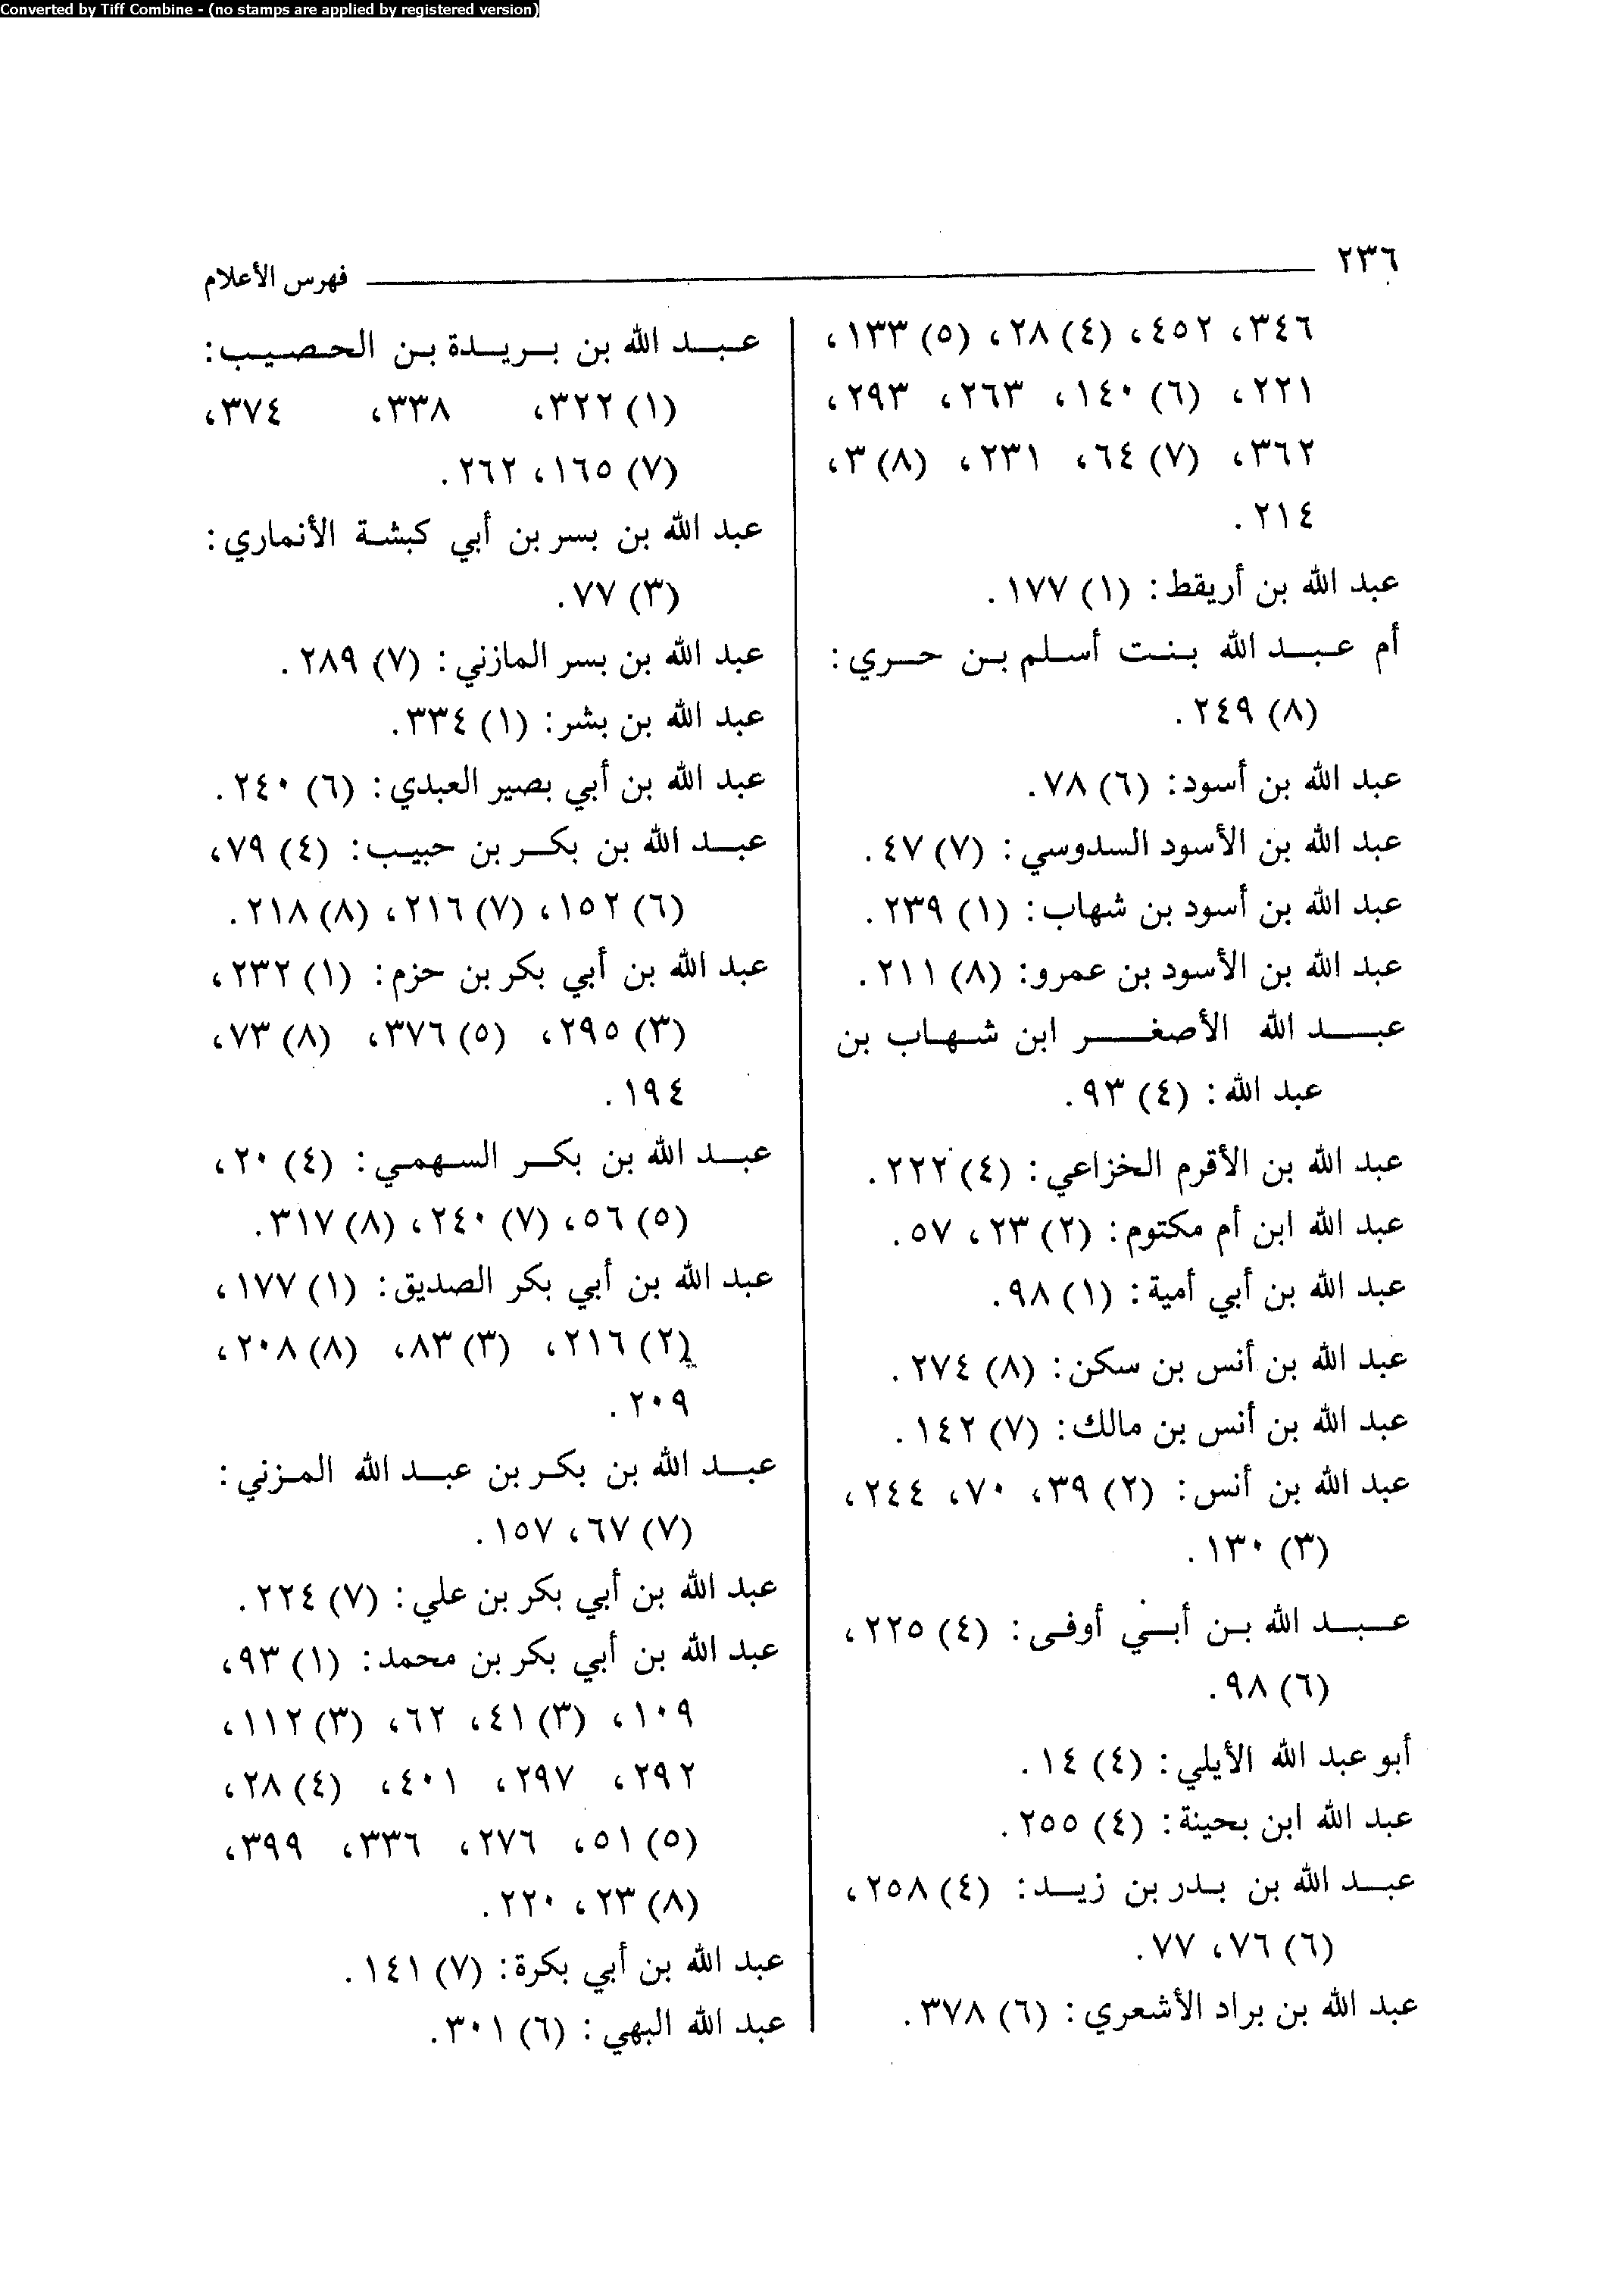 Converted by Tiff Combine - (no stamps are applied by registered version)
٢٣٦
فهرس الأعلام
٣٤٦، ٤٥٢، (٤) ٢٨، (٥) ١٣٣،
٢٢١، (٦) ١٤٠، ٢٦٣، ٢٩٣،
٣٦٢، (٧) ٦٤، ٢٣١، (٨) ٣،
٢١٤.
عبد الله بن أريقط: (١) ١٧٧.
أم عبد الله بنت أسلم بن حري:
(٨) ٢٤٩.
عبد الله بن أسود: (٦) ٧٨.
عبد الله بن الأسود السدوسي: (٧) ٤٧.
عبد الله بن أسود بن شهاب: (١) ٢٣٩.
عبد الله بن الأسود بن عمرو: (٨) ٢١١.
عبد الله الأصغر ابن شهاب بن
عبد الله: (٤) ٩٣.
عبد الله بن الأقرم الخزاعي: (٤) ٢٢٢.
عبد الله ابن أم مكتوم: (٢) ٢٣، ٥٧.
عبد الله بن أبي أمية: (١) ٩٨.
عبد الله بن أنس بن سكن: (٨) ٢٧٤.
عبد الله بن أنس بن مالك: (٧) ١٤٢.
عبد الله بن أنس: (٢) ٣٩، ٧٠، ٢٤٤،
(٣) ١٣٠.
عبد الله بن أبي أوفى: (٤) ٢٢٥،
(٦) ٩٨.
أبو عبد الله الأيلي: (٤) ١٤.
عبد الله ابن بحينة: (٤) ٢٥٥.
عبد الله بن بدر بن زيد: (٤) ٢٥٨،
(٦) ٧٦، ٧٧.
عبد الله بن براد الأشعري: (٦) ٣٧٨.
عبد الله بن بريدة بن الحصيب:
(١) ٣٢٢، ٣٣٨، ٣٧٤،
(٧) ١٦٥، ٢٦٢.
عبد الله بن بسر بن أبي كبشة الأنماري:
(٣) ٧٧.
عبد الله بن بسر المازني: (٧) ٢٨٩.
عبد الله بن بشر: (١) ٣٣٤.
عبد الله بن أبي بصير العبدي: (٦) ٢٤٠.
عبد الله بن بكر بن حبيب: (٤) ٧٩،
(٦) ١٥٢، (٧) ٢١٦، (٨) ٢١٨.
عبد الله بن أبي بكر بن حزم: (١) ٢٣٢،
(٣) ٢٩٥، (٥) ٣٧٦، (٨) ٧٣،
١٩٤.
عبد الله بن بكر السهمي: (٤) ٢٠،
(٥) ٥٦، (٧) ٢٤٠، (٨) ٣١٧.
عبد الله بن أبي بكر الصديق: (١) ١٧٧،
(٢) ٢١٦، (٣) ٨٣، (٨) ٢٠٨،
٢٠٩.
عبد الله بن بكر بن عبد الله المزني:
(٧) ٦٧، ١٥٧.
عبد الله بن أبي بكر بن علي: (٧) ٢٢٤.
عبد الله بن أبي بكر بن محمد: (١) ٩٣،
١٠٩، (٣) ٤١، ٦٢، (٣) ١١٢،
٢٩٢، ٢٩٧، ٤٠١، (٤) ٢٨،
(٥) ٥١، ٢٧٦، ٣٣٦، ٣٩٩،
(٨) ٢٣، ٢٢٠.
عبد الله بن أبي بكرة: (٧) ١٤١.
عبد الله البهي: (٦) ٣٠١.